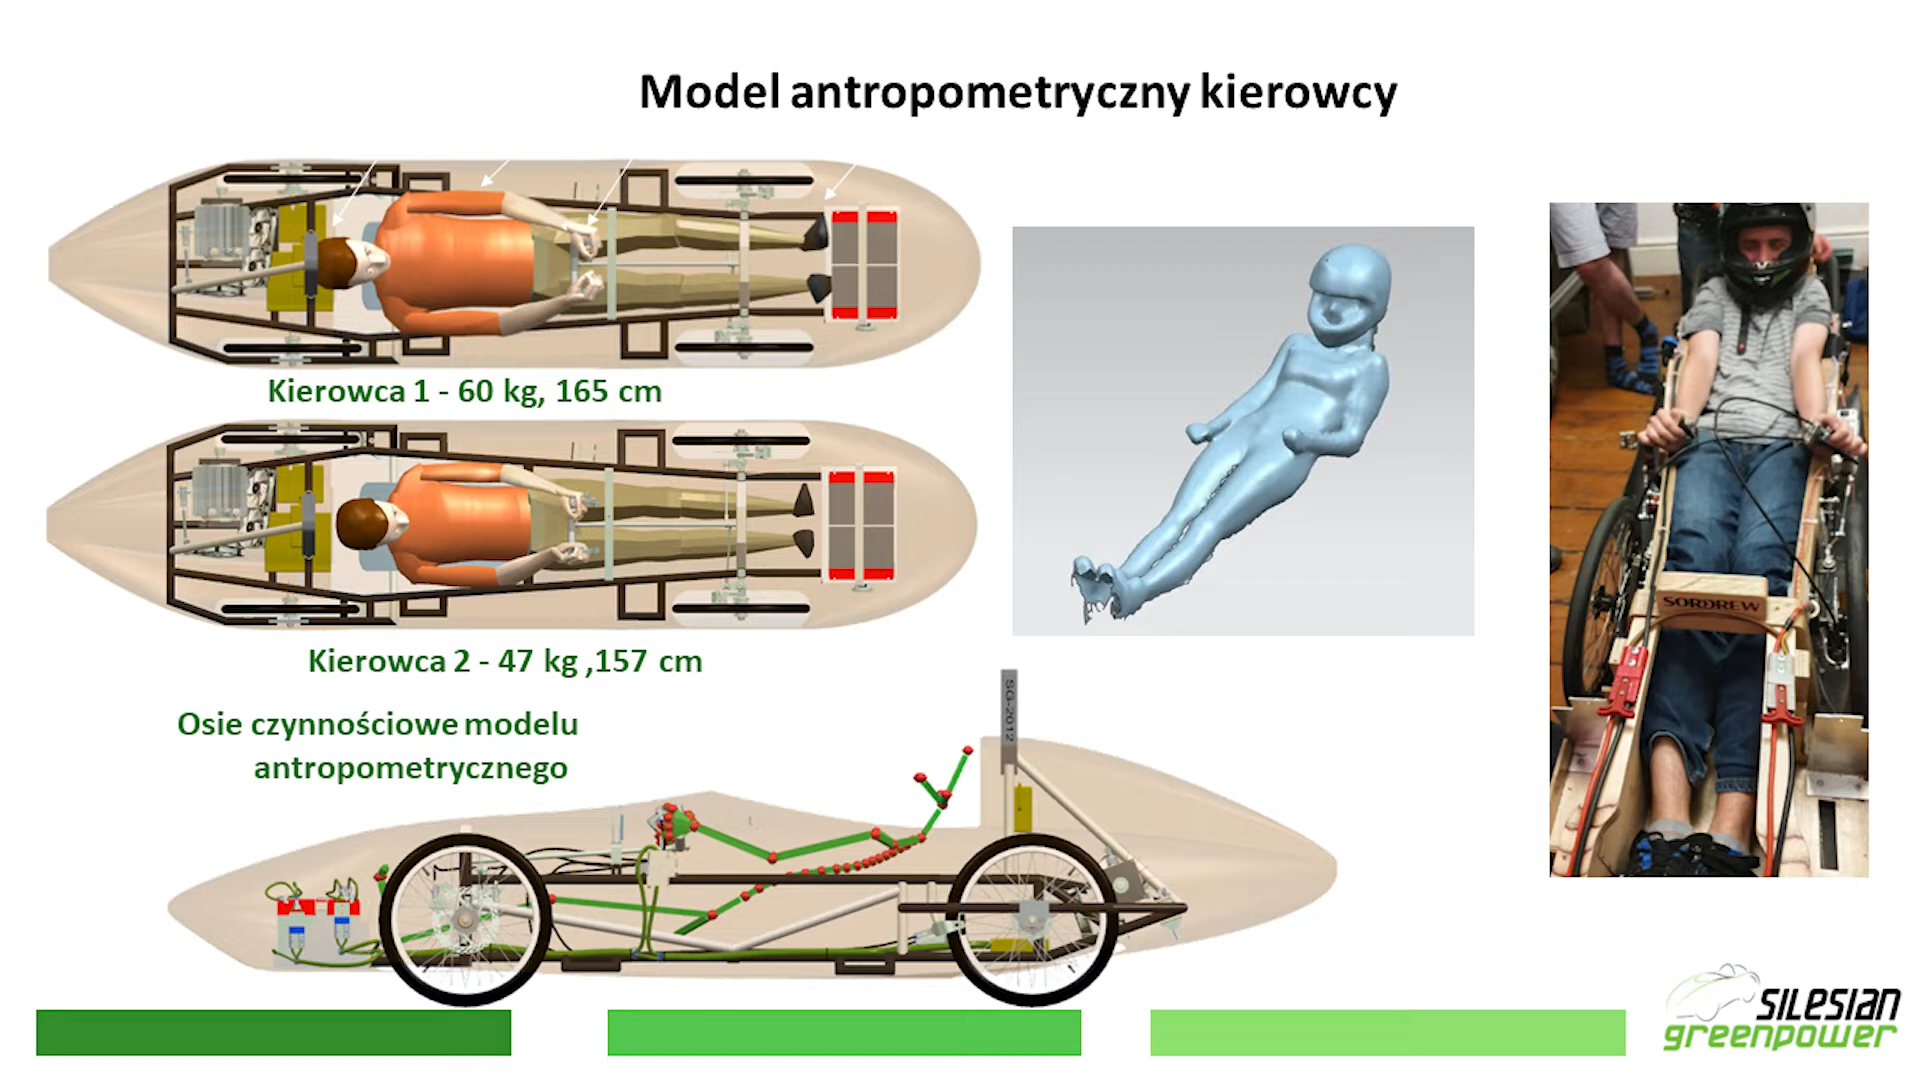 Model antropometryczny kierowcy
Kierowca 1 - 60 kg, 165 cm
Kierowca 2 - 47 kg ,157 cm
Osie czynnościowe modelu
antropometrycznego
SG-2012
SORDREW
SILESIAN
greenpower